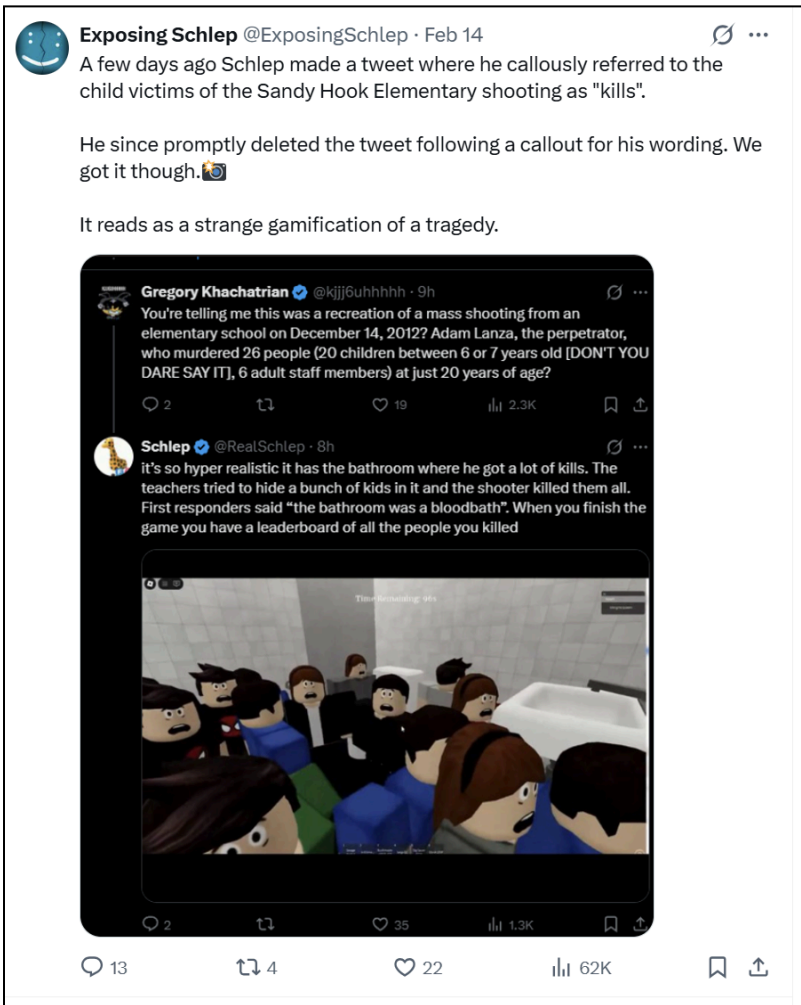 Exposing Schlep @ExposingSchlep · Feb 14
A few days ago Schlep made a tweet where he callously referred to the
child victims of the Sandy Hook Elementary shooting as "kills".
He since promptly deleted the tweet following a callout for his wording. We
got it though.📸
It reads as a strange gamification of a tragedy.
Gregory Khachatrian @kjjj6uhhhhh · 9h
You're telling me this was a recreation of a mass shooting from an
elementary school on December 14, 2012? Adam Lanza, the perpetrator,
who murdered 26 people (20 children between 6 or 7 years old [DON'T YOU
DARE SAY IT], 6 adult staff members) at just 20 years of age?
2 19 2.3K
Schlep @RealSchlep · 8h
it's so hyper realistic it has the bathroom where he got a lot of kills. The
teachers tried to hide a bunch of kids in it and the shooter killed them all.
First responders said “the bathroom was a bloodbath”. When you finish the
game you have a leaderboard of all the people you killed
Time Remaining:
2 35 1.3K
13 4 22 62K